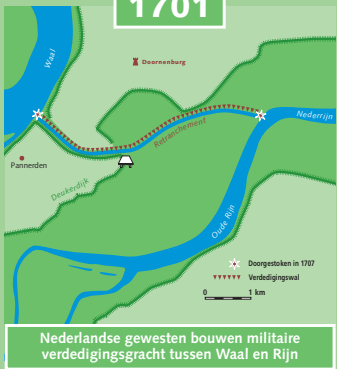 1701
Waal
Doornenburg
Retranchement
Nederrijn
Pannerden
Deukerdijk
Oude Rijn
Doorgestoken in 1707
Verdedigingswal
0 1 km
Nederlandse gewesten bouwen militaire
verdedigingsgracht tussen Waal en Rijn